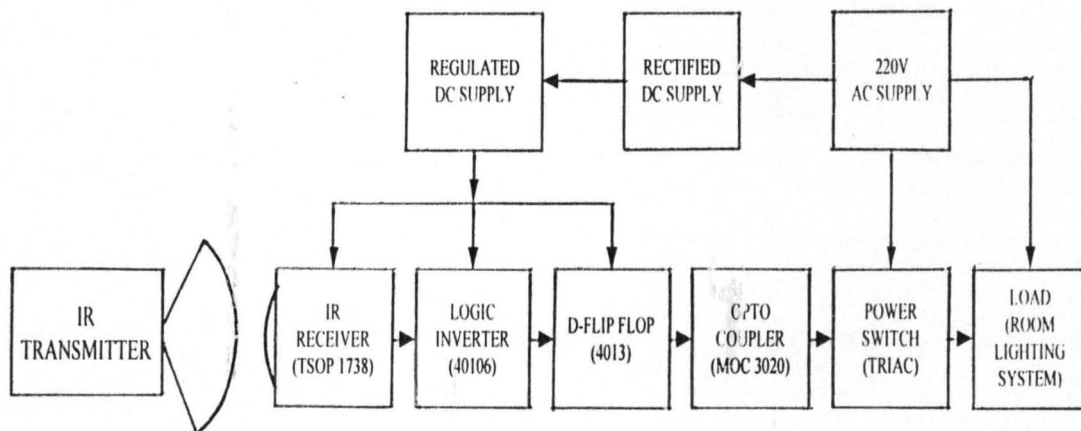 REGULATED
DC SUPPLY
RECTIFIED
DC SUPPLY
220V
AC SUPPLY
IR
TRANSMITTER
IR
RECEIVER
(TSOP 1738)
LOGIC
INVERTER
(40106)
D-FLIP FLOP
(4013)
OPTO
COUPLER
(MOC 3020)
POWER
SWITCH
(TRIAC)
LOAD
(ROOM
LIGHTING
SYSTEM)